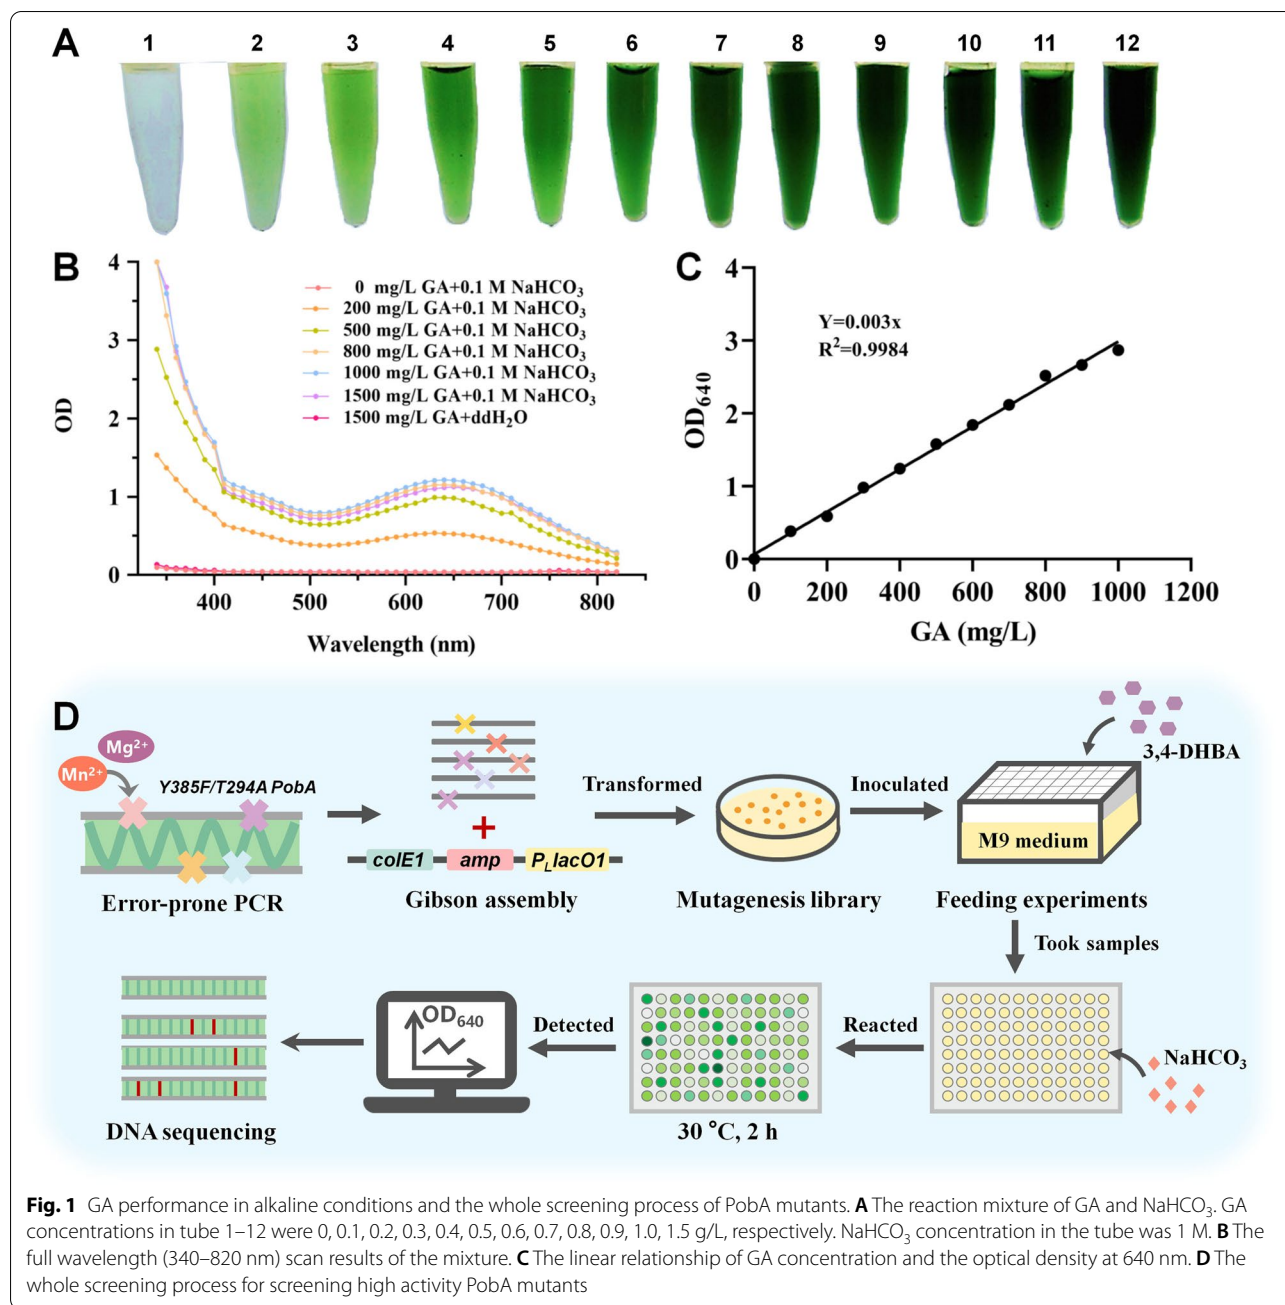 A
1 2 3 4 5 6 7 8 9 10 11 12
B
OD
4
3
2
1
0
400 500 600 700 800
Wavelength (nm)
0 mg/L GA+0.1 M NaHCO₃
200 mg/L GA+0.1 M NaHCO₃
500 mg/L GA+0.1 M NaHCO₃
800 mg/L GA+0.1 M NaHCO₃
1000 mg/L GA+0.1 M NaHCO₃
1500 mg/L GA+0.1 M NaHCO₃
1500 mg/L GA+ddH₂O
C
OD₆₄₀
4
3
2
1
0
0 200 400 600 800 1000 1200
GA (mg/L)
Y=0.003x
R²=0.9984
D
Mg²⁺
Mn²⁺
Y385F/T294A PobA
Error-prone PCR
colE1 amp PLlacO1
Gibson assembly
Transformed
Mutagenesis library
Inoculated
3,4-DHBA
M9 medium
Feeding experiments
Took samples
NaHCO₃
Reacted
30 °C, 2 h
Detected
OD₆₄₀
DNA sequencing
Fig. 1 GA performance in alkaline conditions and the whole screening process of PobA mutants. A The reaction mixture of GA and NaHCO₃. GA
concentrations in tube 1–12 were 0, 0.1, 0.2, 0.3, 0.4, 0.5, 0.6, 0.7, 0.8, 0.9, 1.0, 1.5 g/L, respectively. NaHCO₃ concentration in the tube was 1 M. B The
full wavelength (340–820 nm) scan results of the mixture. C The linear relationship of GA concentration and the optical density at 640 nm. D The
whole screening process for screening high activity PobA mutants